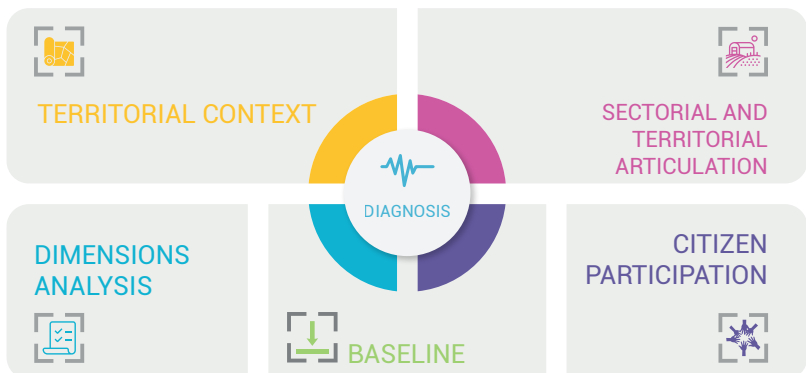 TERRITORIAL CONTEXT
SECTORIAL AND
TERRITORIAL
ARTICULATION
DIAGNOSIS
DIMENSIONS
ANALYSIS
BASELINE
CITIZEN
PARTICIPATION